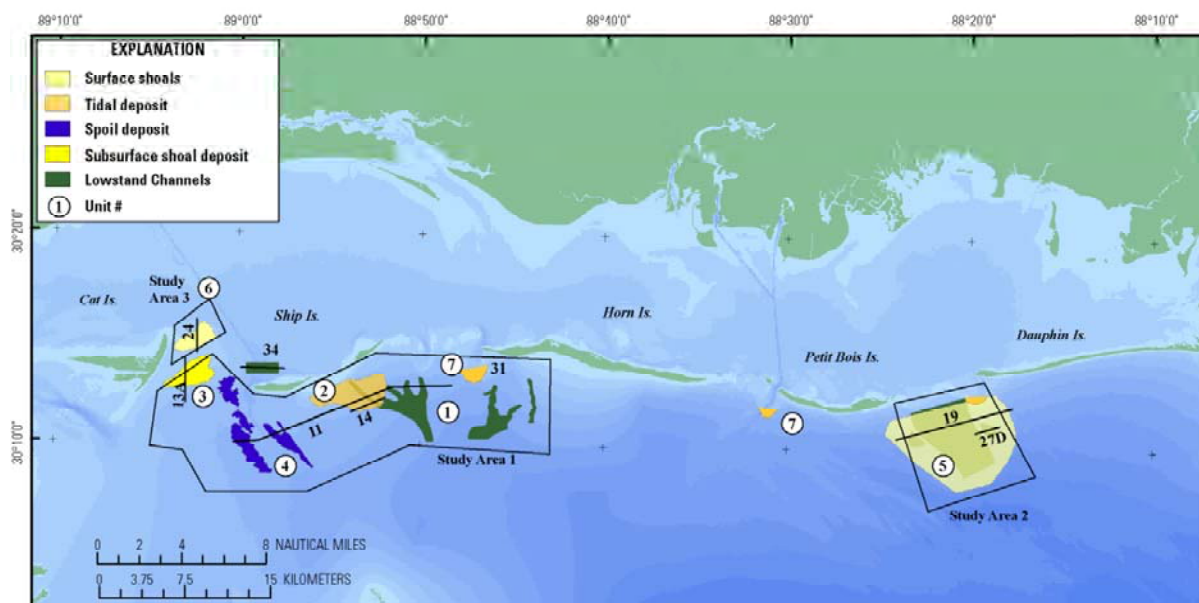 89°10'0" 89°0'0" 88°50'0" 88°40'0" 88°30'0" 88°20'0" 88°10'0"
EXPLANATION
Surface shoals
Tidal deposit
Spoil deposit
Subsurface shoal deposit
Lowstand Channels
1 Unit #
30°20'0"
30°10'0"
Study
Area 3
6
Cat Is.
Ship Is.
Horn Is.
Petit Bois Is.
Dauphin Is.
24
34
13A
3
2
7
31
11
14
1
4
Study Area 1
7
19
27D
5
Study Area 2
0 2 4 8 NAUTICAL MILES
0 3.75 7.5 15 KILOMETERS